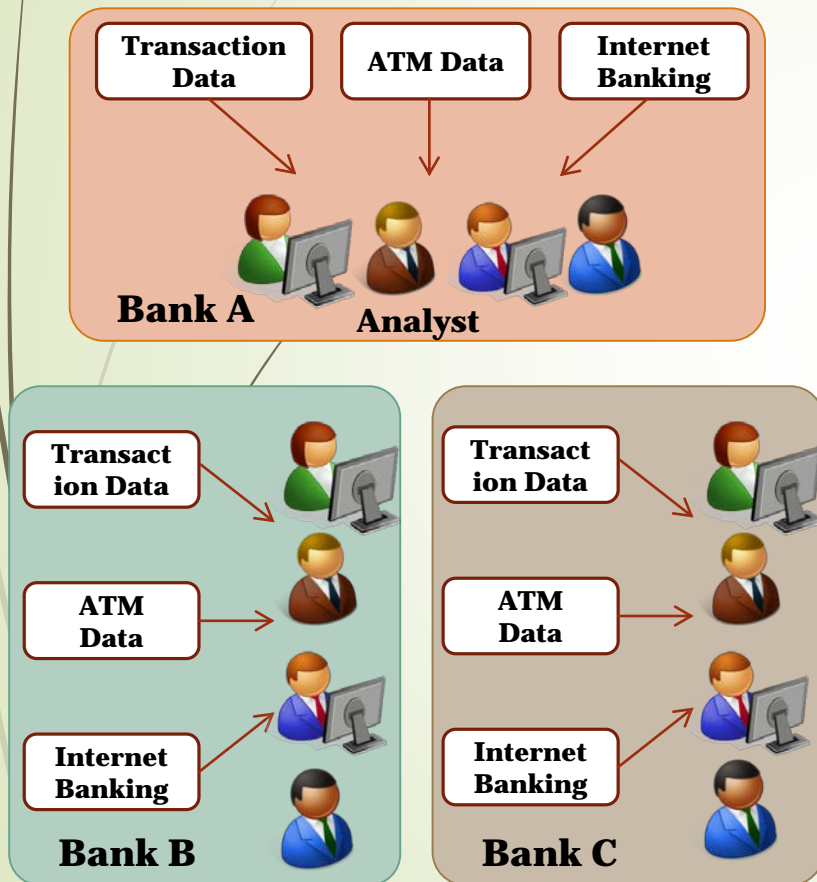 Transaction
Data
ATM Data
Internet
Banking
Bank A
Analyst
Transact
ion Data
ATM
Data
Internet
Banking
Bank B
Transact
ion Data
ATM
Data
Internet
Banking
Bank C